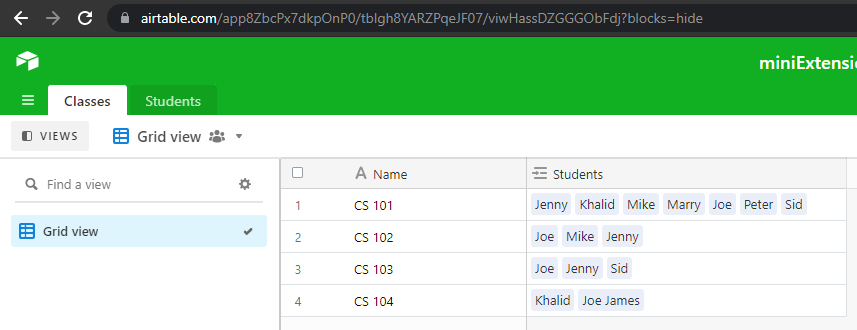 airtable.com/app8ZbcPx7dkpOnP0/tblgh8YARZPqeJF07/viwHassDZGGGObFdj?blocks=hide
miniExtensio
Classes Students
VIEWS Grid view
Find a view
Grid view
Name Students
1 CS 101 Jenny Khalid Mike Marry Joe Peter Sid
2 CS 102 Joe Mike Jenny
3 CS 103 Joe Jenny Sid
4 CS 104 Khalid Joe James